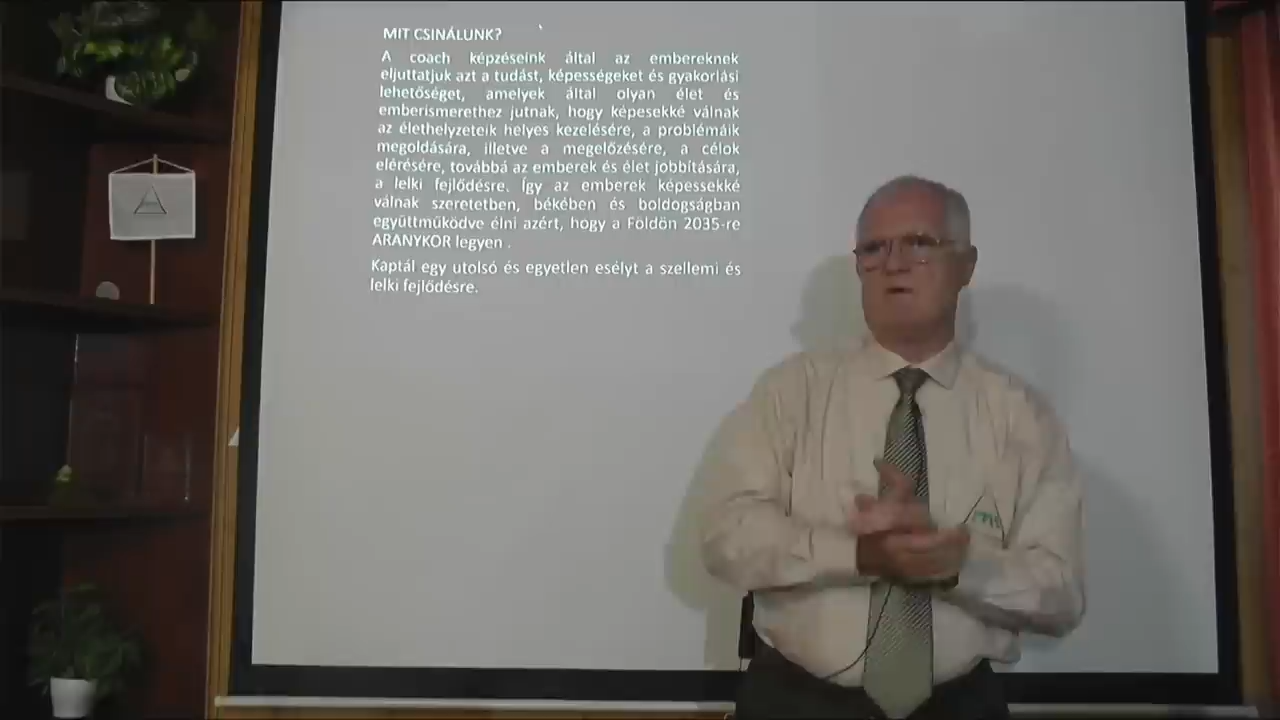 MIT CSINÁLUNK?
A coach képzéseink által az embereknek
eljuttatjuk azt a tudást, képességeket és gyakorlási
lehetőséget, amelyek által olyan élet és
emberismerethez jutnak, hogy képesekké válnak
az élethelyzeteik helyes kezelésére, a problémáik
megoldására, illetve a megelőzésére, a célok
elérésére, továbbá az emberek és élet jobbítására,
a lelki fejlődésre. Így az emberek képessekké
válnak szeretetben, békében és boldogságban
együttműködve élni azért, hogy a Földön 2035-re
ARANYKOR legyen .
Kaptál egy utolsó és egyetlen esélyt a szellemi és
lelki fejlődésre.